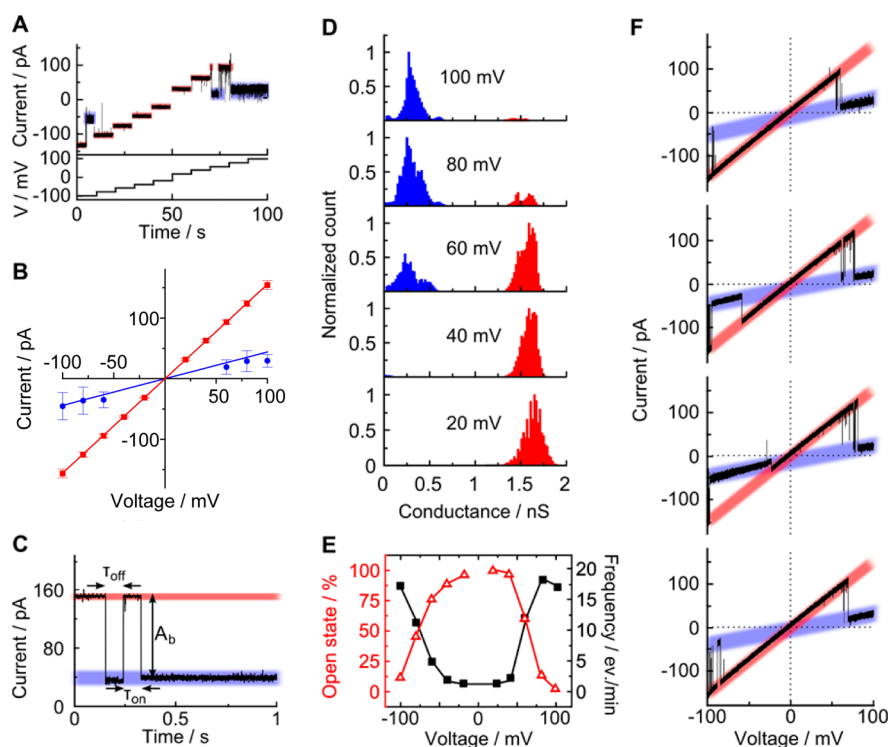 A
Current / pA
100
0
-100
V / mV
100
0
-100
0
50
100
Time / s
B
Current / pA
100
-100
-100
-50
50
100
Voltage / mV
C
Current / pA
160
80
0
τoff
Ab
τon
0
0.5
1
Time / s
D
Normalized count
1
0.5
100 mV
1
0.5
80 mV
1
0.5
60 mV
1
0.5
40 mV
1
0.5
0
20 mV
0
0.5
1
1.5
2
Conductance / nS
E
Open state / %
100
75
50
25
0
Frequency / ev./min
20
15
10
5
0
-100
-50
0
50
100
Voltage / mV
F
Current / pA
100
0
-100
100
0
-100
100
0
-100
100
0
-100
-100
-50
0
50
100
Voltage / mV